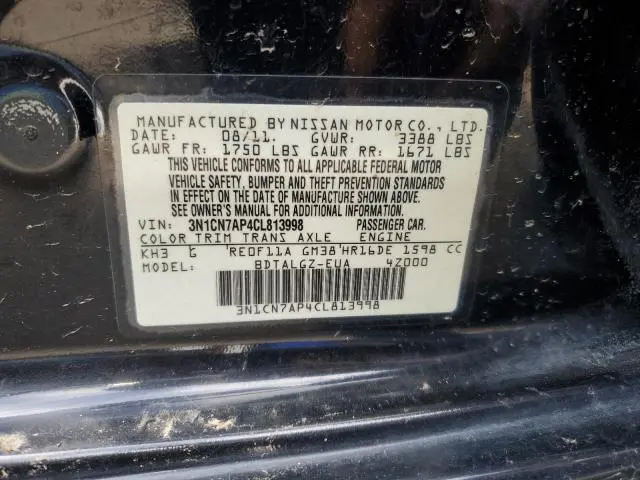 MANUFACTURED BY NISSAN MOTOR CO., LTD.
DATE: 08/11. GVWR: 3388 LBS
GAWR FR: 1750 LBS GAWR RR: 1671 LBS
THIS VEHICLE CONFORMS TO ALL APPLICABLE FEDERAL MOTOR
VEHICLE SAFETY, BUMPER AND THEFT PREVENTION STANDARDS
IN EFFECT ON THE DATE OF MANUFACTURE SHOWN ABOVE.
SEE OWNER'S MANUAL FOR ADDITIONAL INFORMATION.
VIN: 3N1CN7AP4CL813998 PASSENGER CAR.
COLOR TRIM TRANS AXLE ENGINE
KH3 G RE0F11A GM38 HR16DE 1598 CC
MODEL: BDTALGZ-EUA 4Z000
3N1CN7AP4CL813998